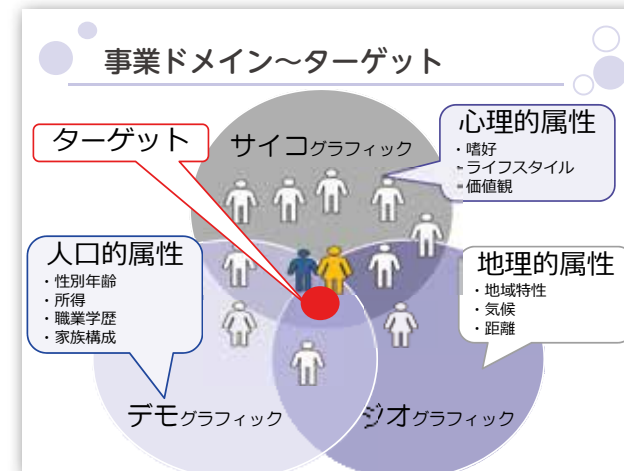 事業ドメイン～ターゲット
ターゲット
サイコグラフィック
心理的属性
・嗜好
・ライフスタイル
・価値観
人口的属性
・性別年齢
・所得
・職業学歴
・家族構成
地理的属性
・地域特性
・気候
・距離
デモグラフィック
ジオグラフィック